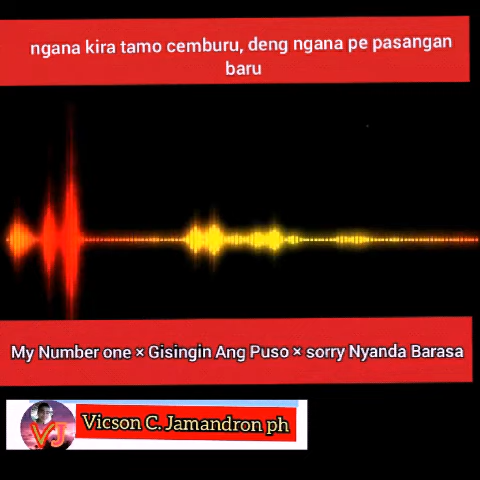 ngana kira tamo cemburu, deng ngana pe pasangan
baru
My Number one × Gisingin Ang Puso × sorry Nyanda Barasa
VJ
Vicson C. Jamandron ph